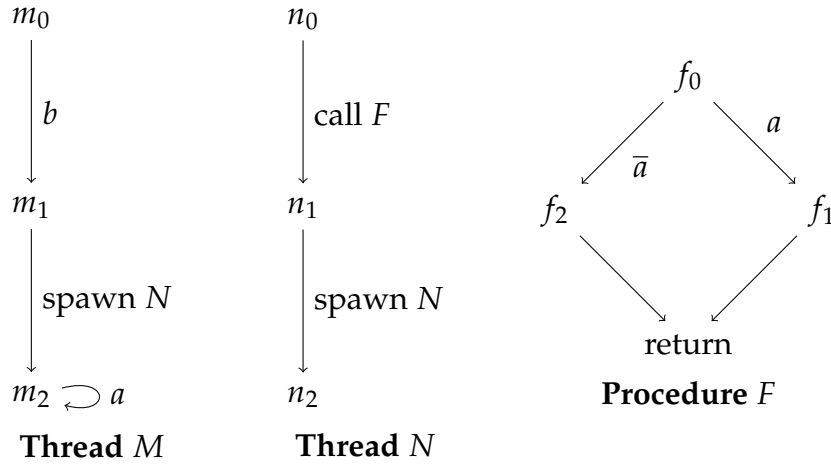 m₀ n₀
f₀
b call F a
a̅
m₁ n₁ f₂ f₁
spawn N spawn N
return
m₂ a n₂
Procedure F
Thread M Thread N